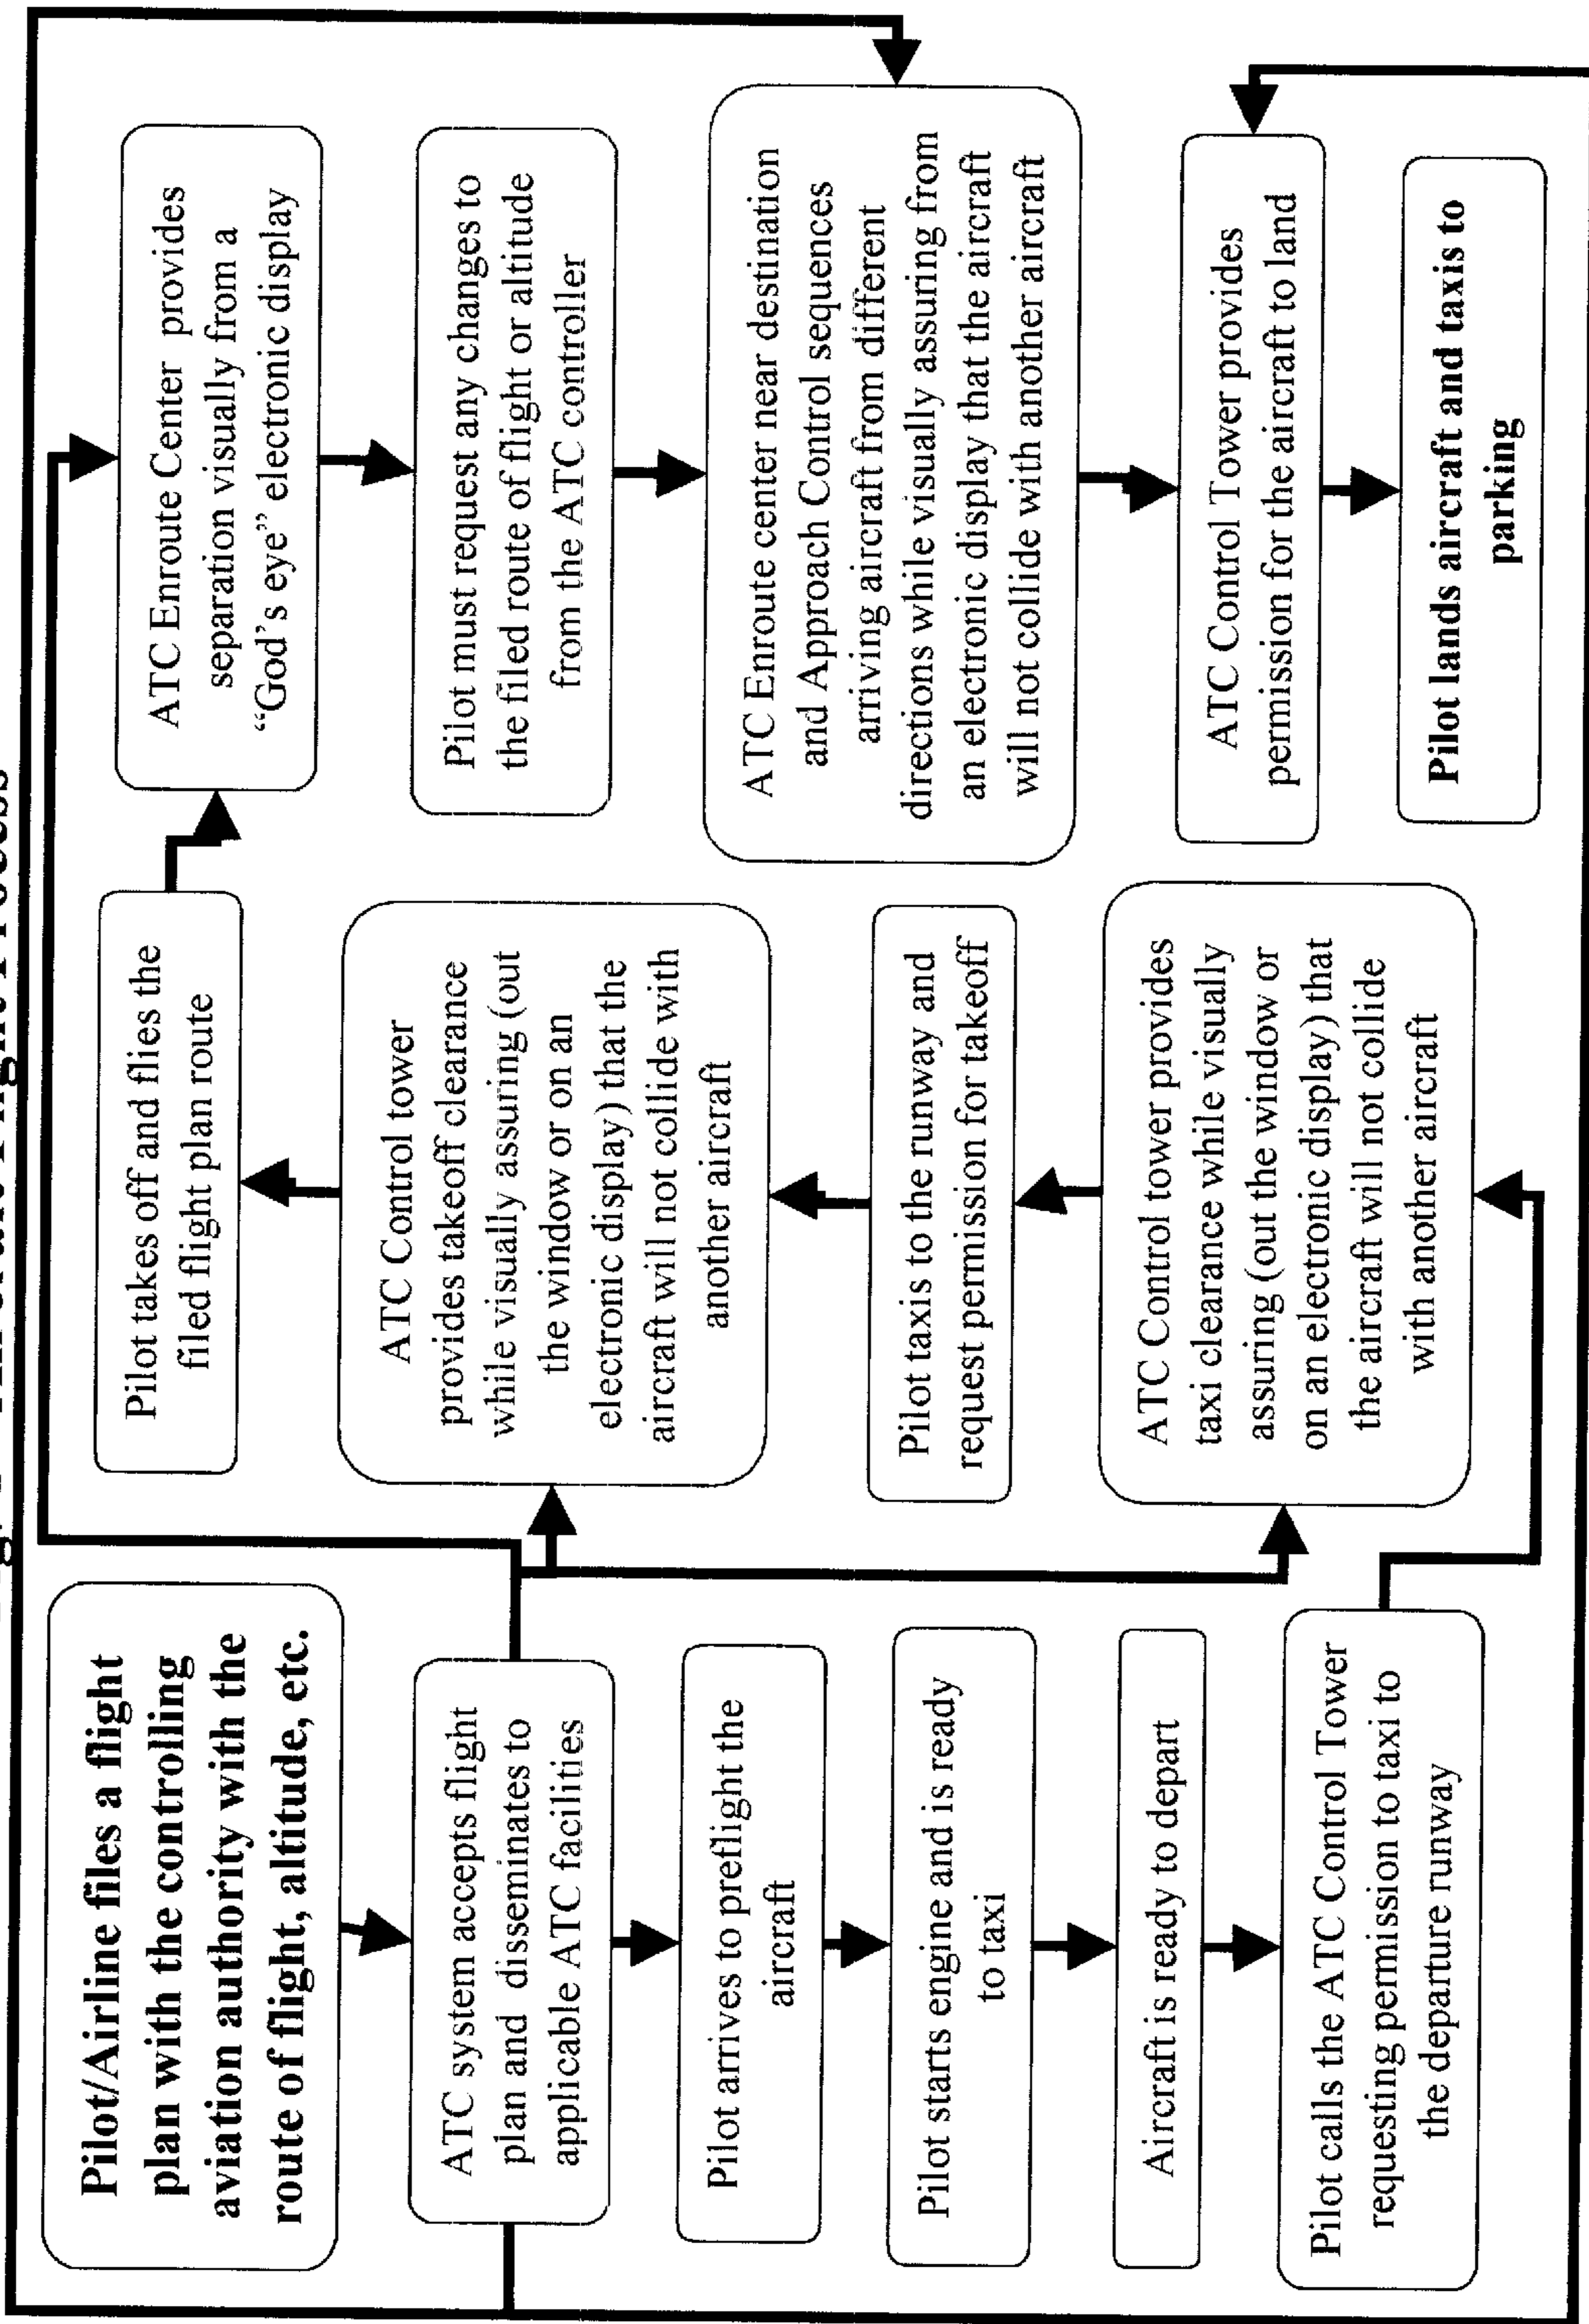 Pilot/Airline files a flight
plan with the controlling
aviation authority with the
route of flight, altitude, etc.
ATC system accepts flight
plan and disseminates to
applicable ATC facilities
Pilot arrives to preflight the
aircraft
Pilot starts engine and is ready
to taxi
Aircraft is ready to depart
Pilot calls the ATC Control Tower
requesting permission to taxi to
the departure runway
Pilot takes off and flies the
filed flight plan route
ATC Control tower
provides takeoff clearance
while visually assuring (out
the window or on an
electronic display) that the
aircraft will not collide with
another aircraft
Pilot taxis to the runway and
request permission for takeoff
ATC Control tower provides
taxi clearance while visually
assuring (out the window or
on an electronic display) that
the aircraft will not collide
with another aircraft
ATC Enroute Center provides
separation visually from a
“God’s eye” electronic display
Pilot must request any changes to
the filed route of flight or altitude
from the ATC controller
ATC Enroute center near destination
and Approach Control sequences
arriving aircraft from different
directions while visually assuring from
an electronic display that the aircraft
will not collide with another aircraft
ATC Control Tower provides
permission for the aircraft to land
Pilot lands aircraft and taxis to
parking